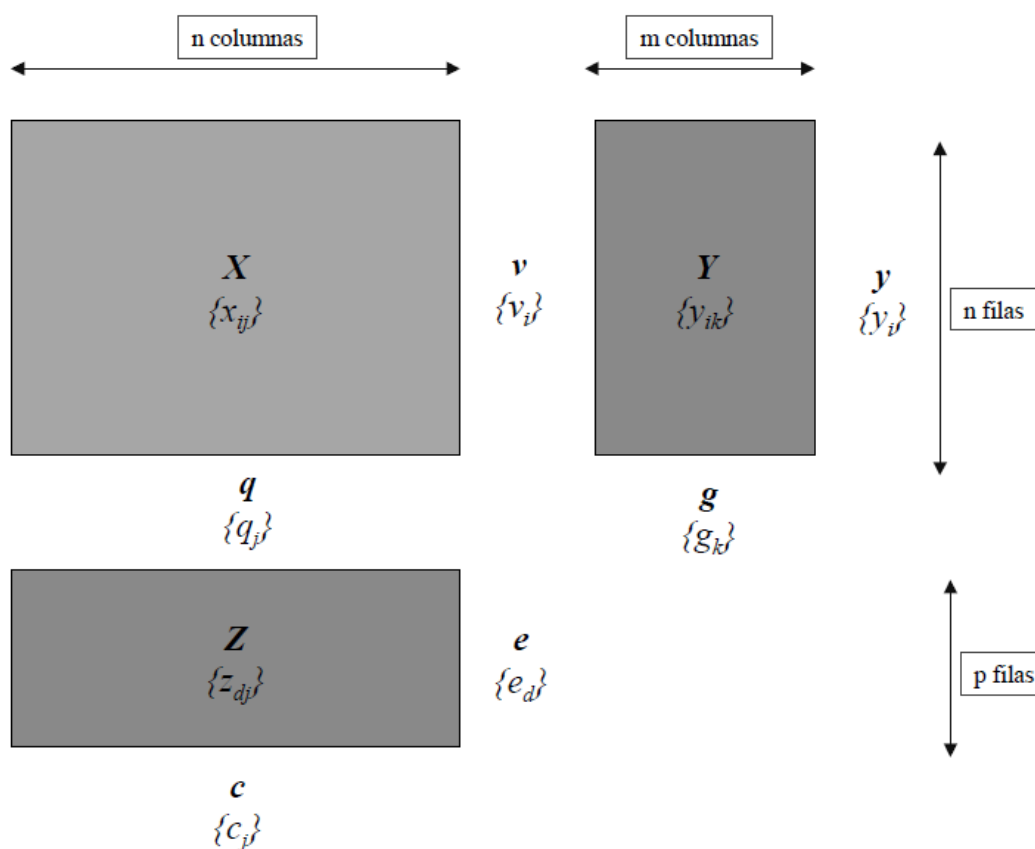 n columnas
m columnas
X
{x_ij}
v
{v_i}
Y
{y_ik}
y
{y_i}
n filas
q
{q_j}
g
{g_k}
Z
{z_dj}
e
{e_d}
p filas
c
{c_j}